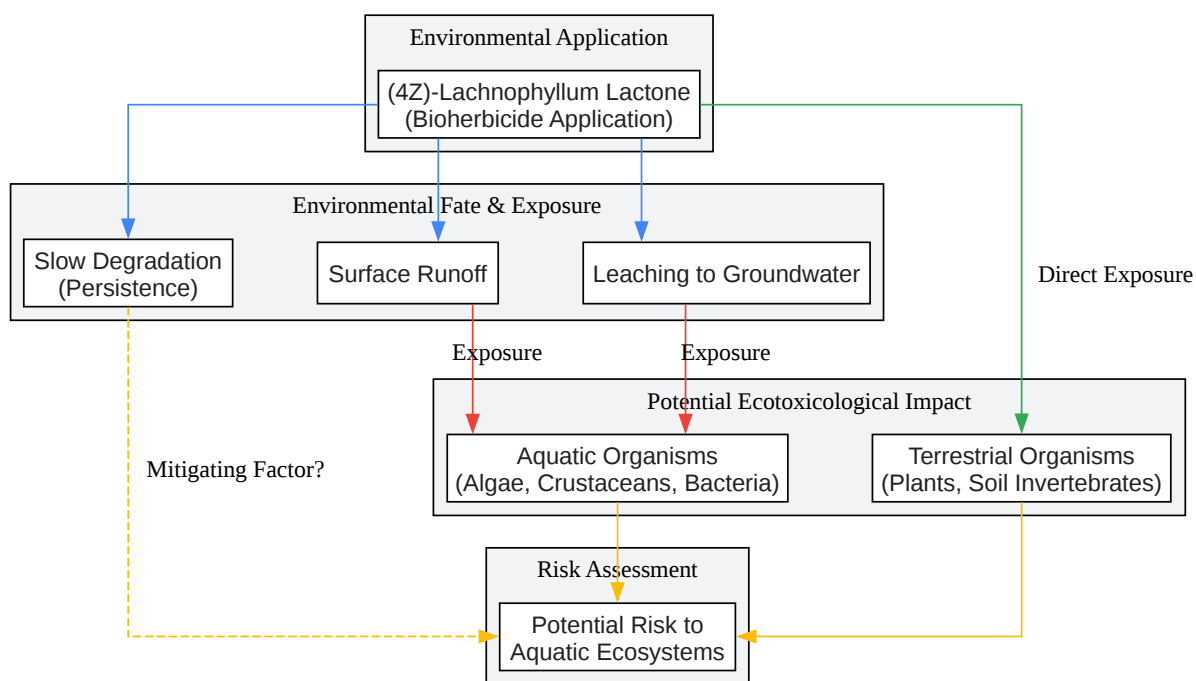 Environmental Application
(4Z)-Lachnophyllum Lactone
(Bioherbicide Application)
Environmental Fate & Exposure
Slow Degradation
(Persistence)
Surface Runoff
Leaching to Groundwater
Direct Exposure
Exposure
Exposure
Potential Ecotoxicological Impact
Mitigating Factor?
Aquatic Organisms
(Algae, Crustaceans, Bacteria)
Terrestrial Organisms
(Plants, Soil Invertebrates)
Risk Assessment
Potential Risk to
Aquatic Ecosystems